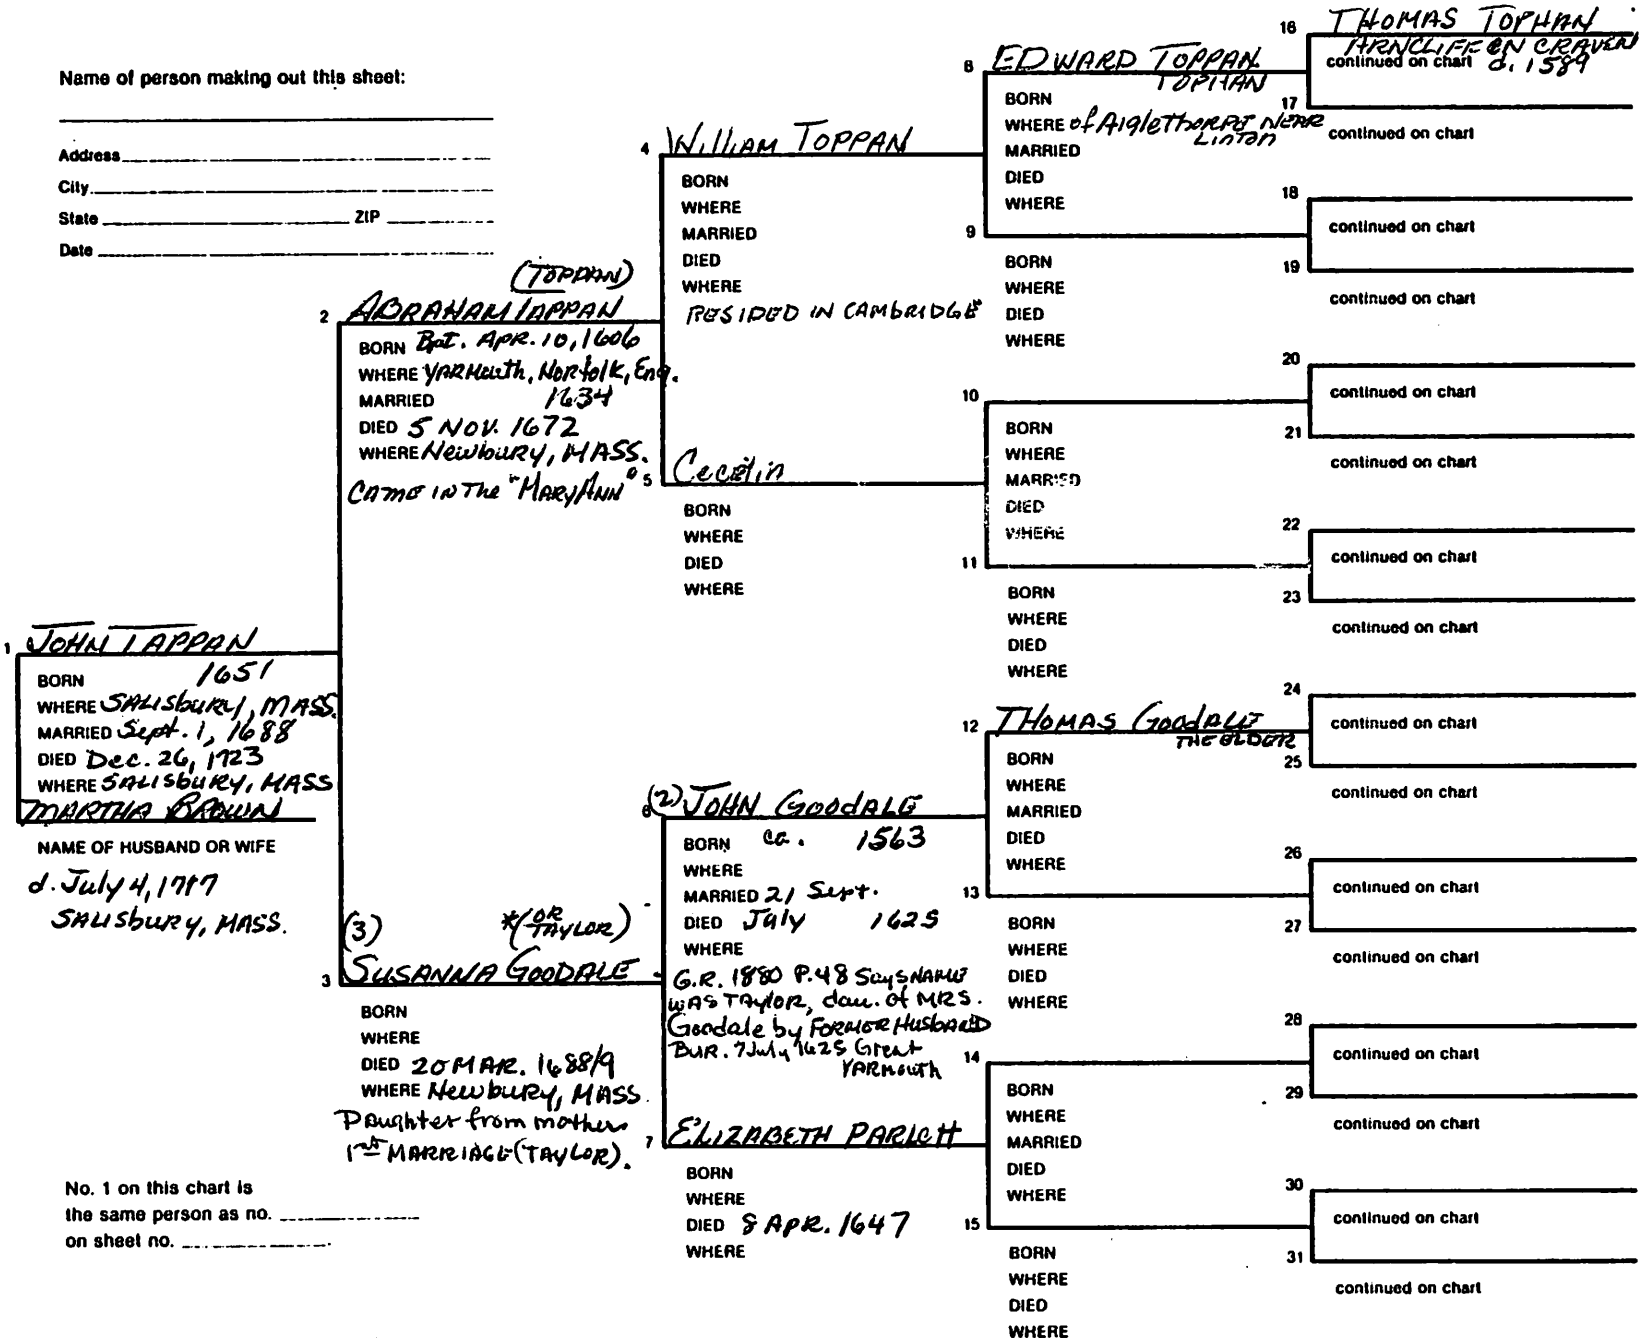 Name of person making out this sheet:
Address
City
State ZIP
Date
1 JOHN TAPPAN
BORN 1651
WHERE SALISBURY, MASS.
MARRIED Sept. 1, 1688
DIED Dec. 26, 1723
WHERE SALISBURY, MASS
MARTHA BROWN
NAME OF HUSBAND OR WIFE
d. July 4, 1717
SALISBURY, MASS.
No. 1 on this chart is
the same person as no.
on sheet no.
(TOPPAN)
2 ABRAHAM TAPPAN
BORN Bat. APR. 10, 1606
WHERE YARMOUTH, NORFOLK, Eng.
MARRIED 1634
DIED 5 NOV. 1672
WHERE Newbury, MASS.
CAME IN THE "MARY ANN"
(3) *(OR TAYLOR)
3 SUSANNA GOODALE
BORN
WHERE
DIED 20 MAR. 1688/9
WHERE Newbury, MASS.
Daughter from mothers
1st MARRIAGE (TAYLOR).
4 William TOPPAN
BORN
WHERE
MARRIED
DIED
WHERE
RESIDED IN CAMBRIDGE
5 Cecelia
BORN
WHERE
DIED
WHERE
6 (2) JOHN GOODALE
BORN ca. 1563
WHERE
MARRIED 21 Sept.
DIED July 1625
WHERE
G.R. 1880 P.48 Says NAME
WAS TAYLOR, dau. of MRS.
Goodale by FORMER Husband
BUR. 7 July 1625 Great
YARMOUTH
7 ELIZABETH PARLETT
BORN
WHERE
DIED 8 APR. 1647
WHERE
8 EDWARD TOPPAN
TOPHAN
BORN
WHERE of Aiglethorpe NEAR
Linton
MARRIED
DIED
WHERE
9
BORN
WHERE
DIED
WHERE
10
BORN
WHERE
MARRIED
DIED
WHERE
11
BORN
WHERE
DIED
WHERE
12 THOMAS GOODALE
THE ELDER
BORN
WHERE
MARRIED
DIED
WHERE
13
BORN
WHERE
DIED
WHERE
14
BORN
WHERE
MARRIED
DIED
WHERE
15
BORN
WHERE
DIED
WHERE
16 THOMAS TOPHAN
ARNCLIFF EN CRAVEN
continued on chart d. 1589
17
continued on chart
18
continued on chart
19
continued on chart
20
continued on chart
21
continued on chart
22
continued on chart
23
continued on chart
24
continued on chart
25
continued on chart
26
continued on chart
27
continued on chart
28
continued on chart
29
continued on chart
30
continued on chart
31
continued on chart